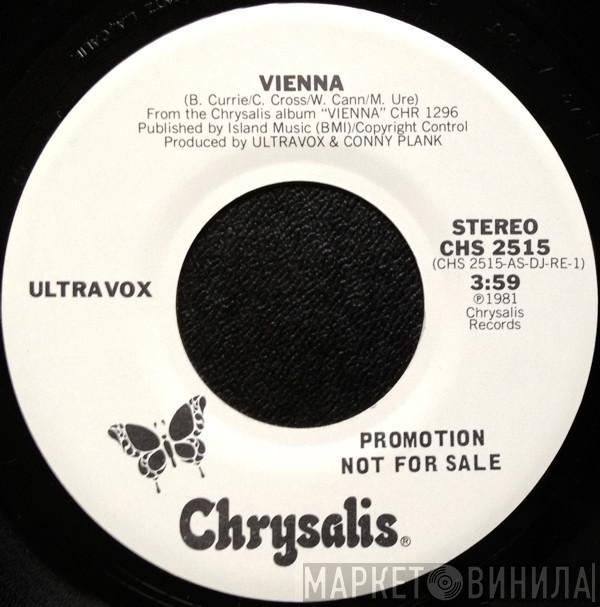 VIENNA
(B. Currie/C. Cross/W. Cann/M. Ure)
From the Chrysalis album "VIENNA" CHR 1296
Published by Island Music (BMI)/Copyright Control
Produced by ULTRAVOX & CONNY PLANK
STEREO
CHS 2515
(CHS 2515-AS-DJ-RE-1)
3:59
℗1981
Chrysalis
Records
ULTRAVOX
PROMOTION
NOT FOR SALE
Chrysalis®
МАРКЕТ ВИНИЛА